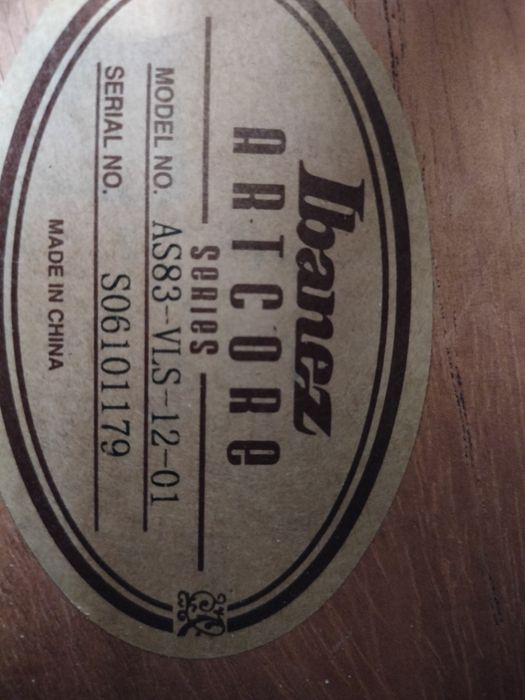 Ibanez
ARTCORE
SERIES
MODEL NO. AS83-VLS-12-01
SERIAL NO. S06101179
MADE IN CHINA